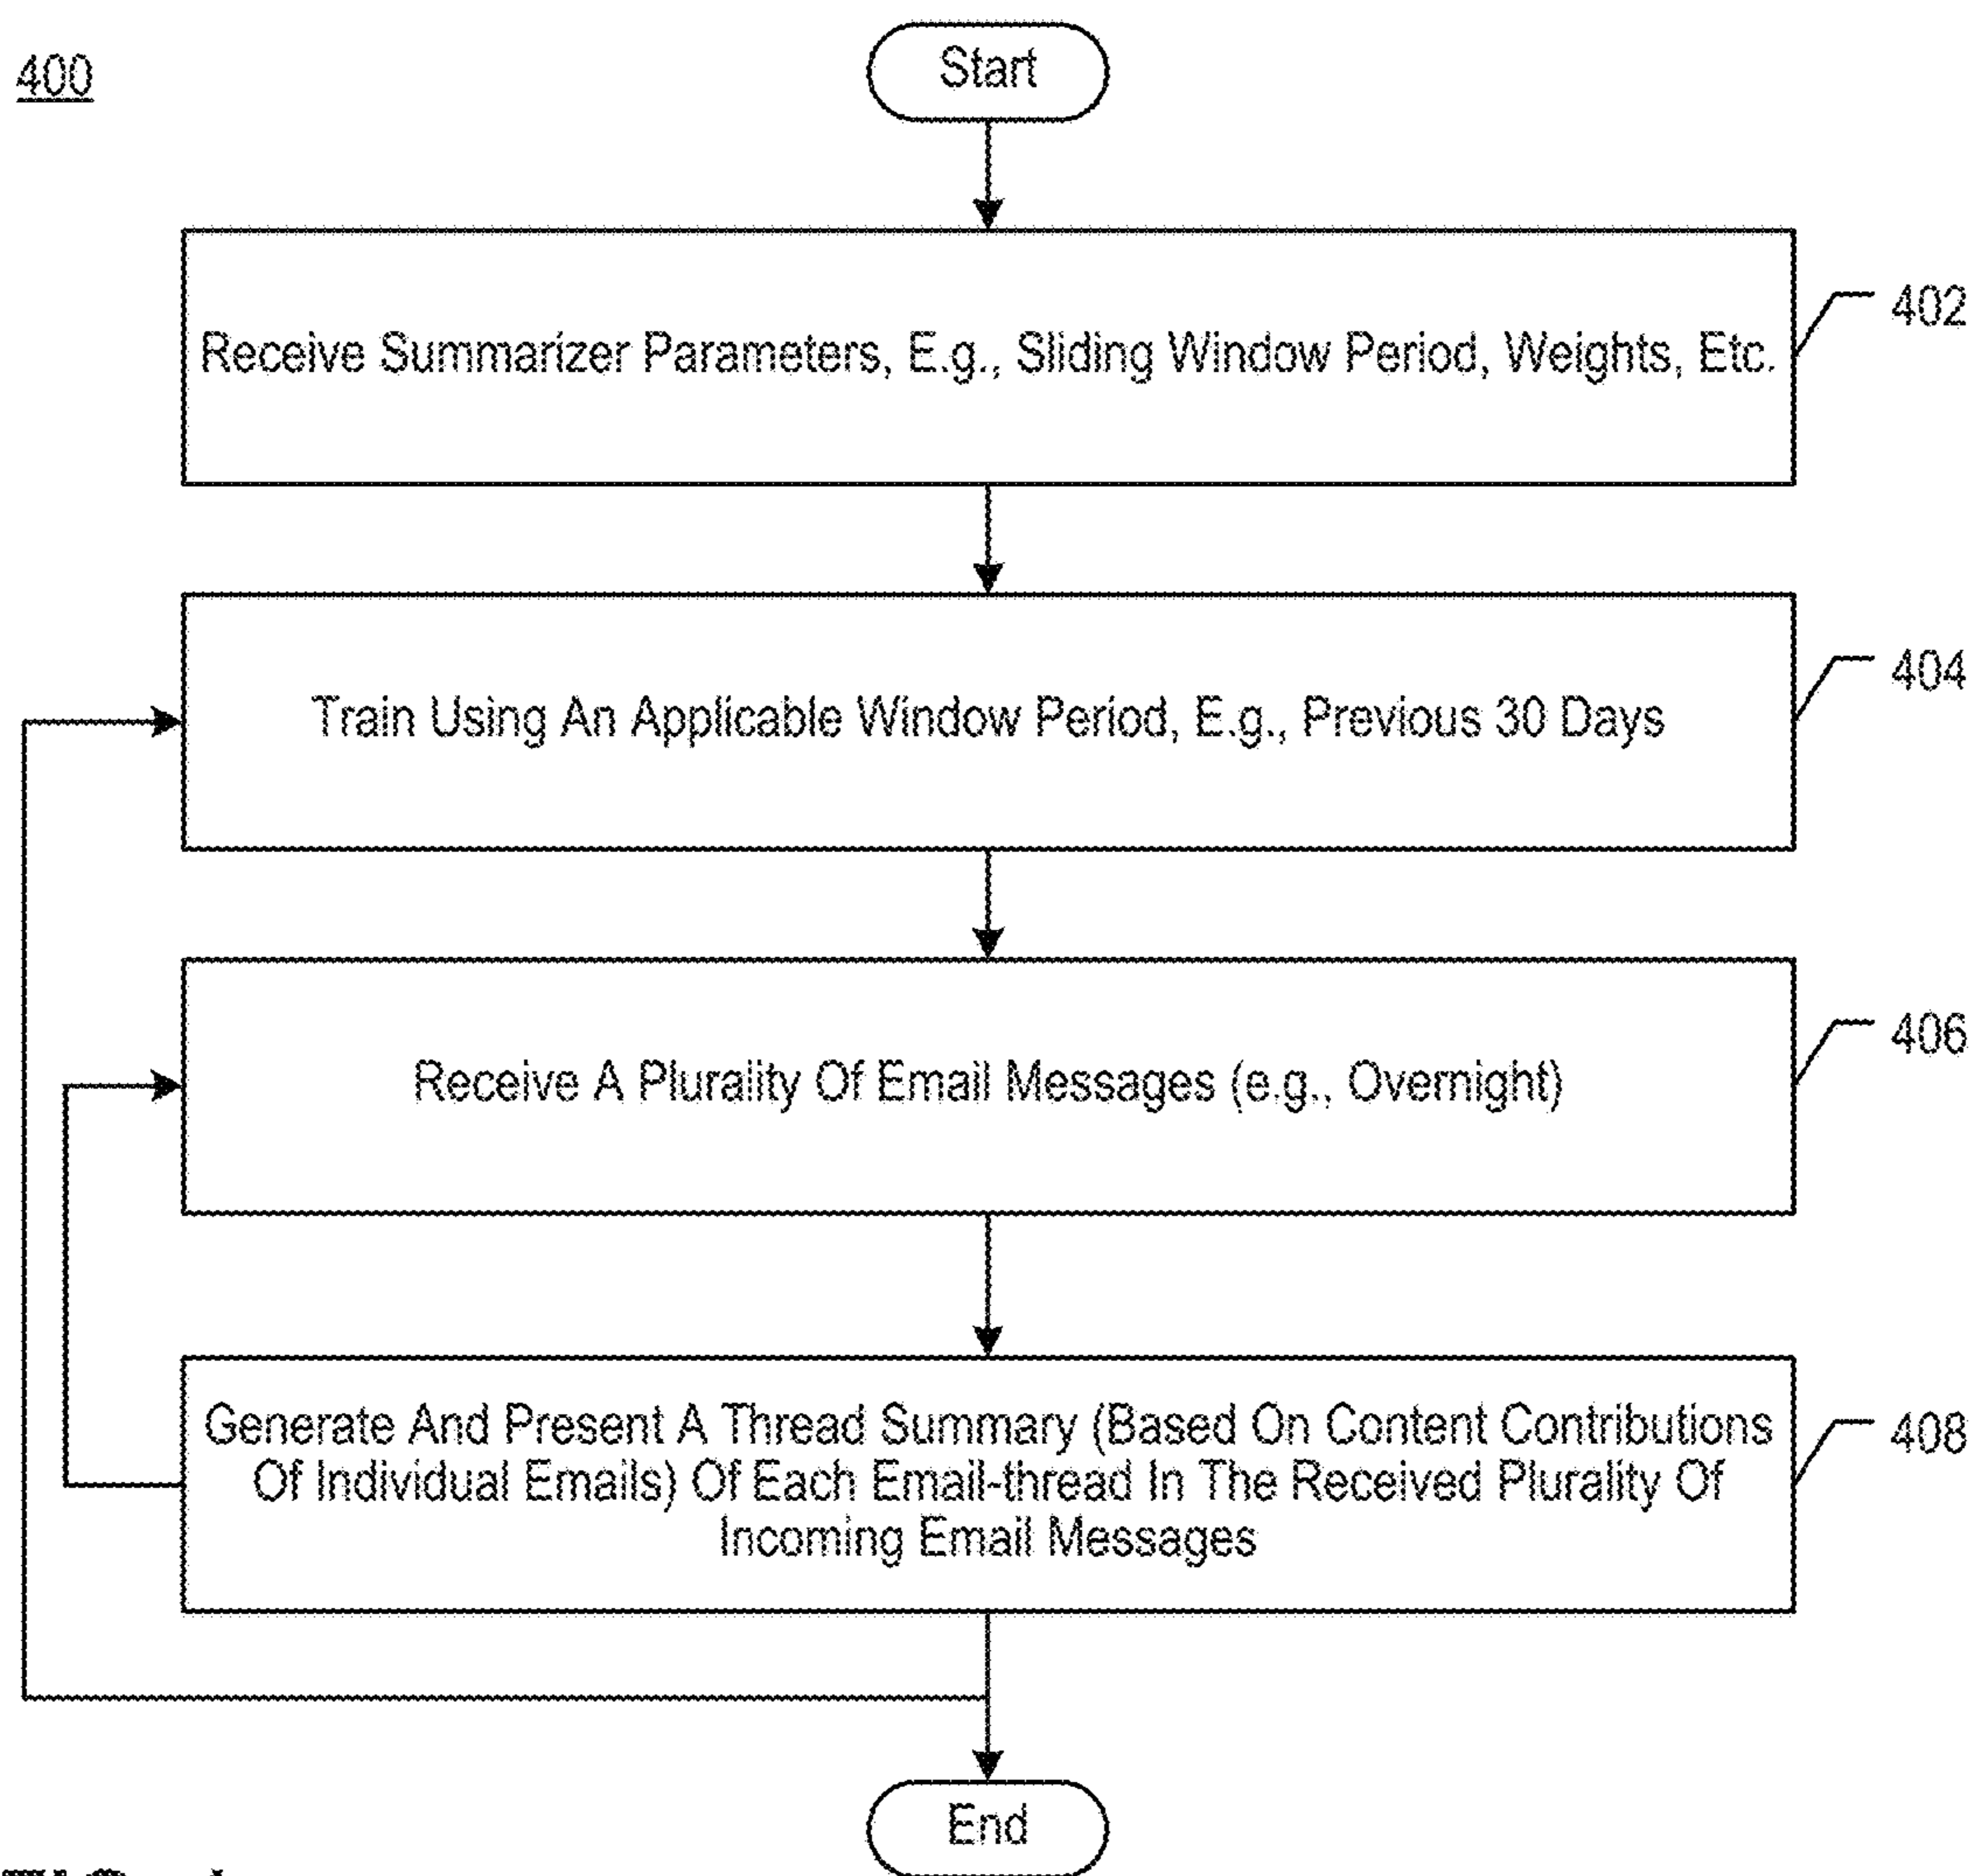 400
Start
Receive Summarizer Parameters, E.g., Sliding Window Period, Weights, Etc.
402
Train Using An Applicable Window Period, E.g., Previous 30 Days
404
Receive A Plurality Of Email Messages (e.g., Overnight)
406
Generate And Present A Thread Summary (Based On Content Contributions
Of Individual Emails) Of Each Email-thread In The Received Plurality Of
Incoming Email Messages
408
End